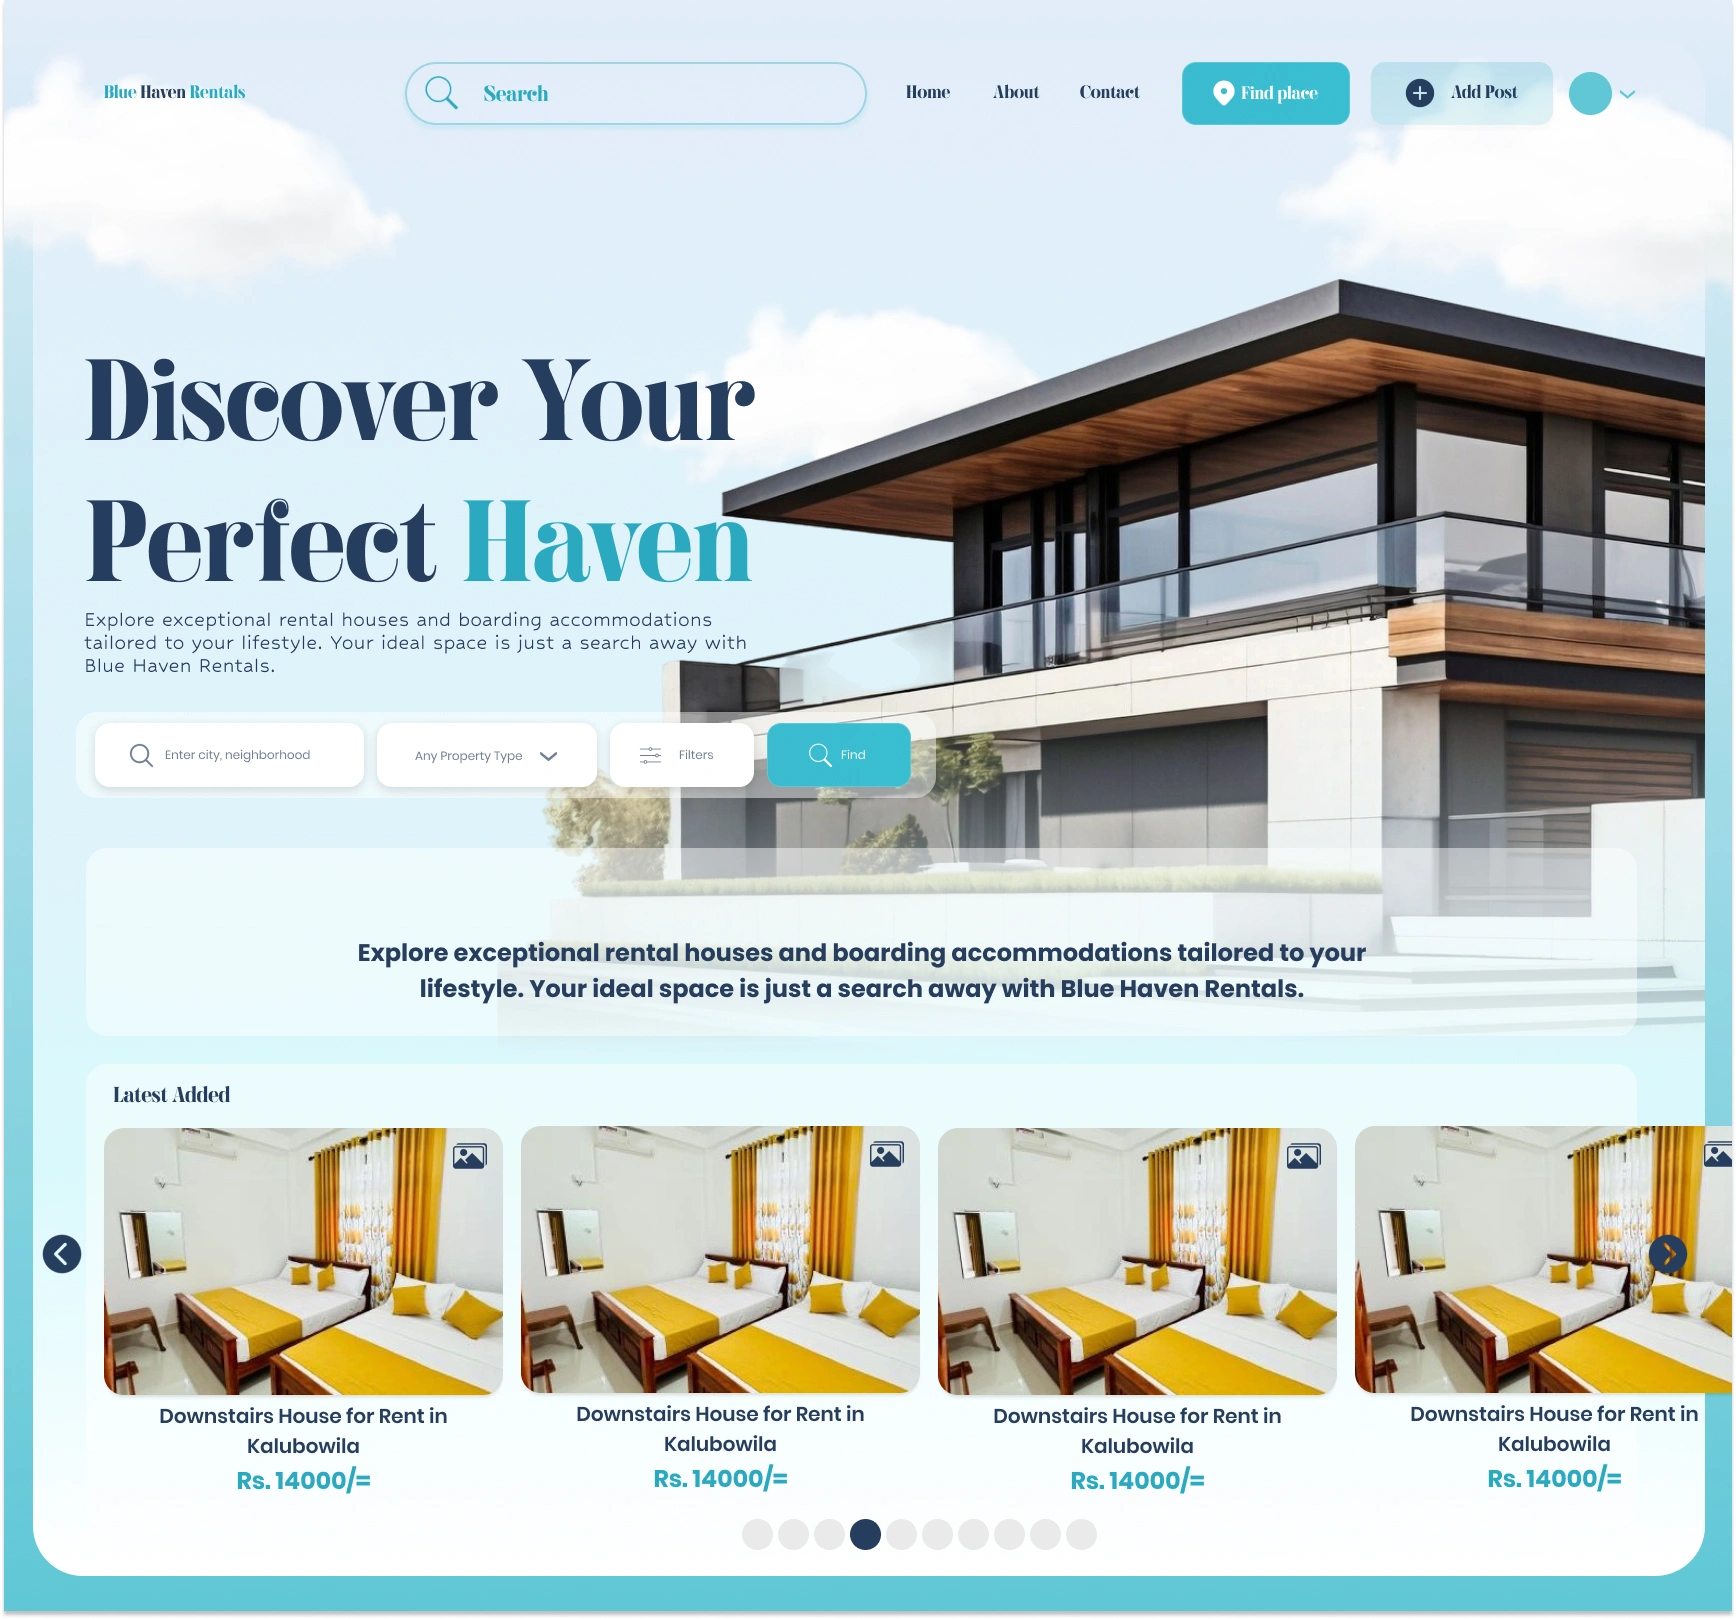 Blue Haven Rentals
Search
Home
About
Contact
Find place
Add Post
Discover Your
Perfect Haven
Explore exceptional rental houses and boarding accommodations
tailored to your lifestyle. Your ideal space is just a search away with
Blue Haven Rentals.
Enter city, neighborhood
Any Property Type
Filters
Find
Explore exceptional rental houses and boarding accommodations tailored to your
lifestyle. Your ideal space is just a search away with Blue Haven Rentals.
Latest Added
Downstairs House for Rent in
Kalubowila
Rs. 14000/=
Downstairs House for Rent in
Kalubowila
Rs. 14000/=
Downstairs House for Rent in
Kalubowila
Rs. 14000/=
Downstairs House for Rent in
Kalubowila
Rs. 14000/=